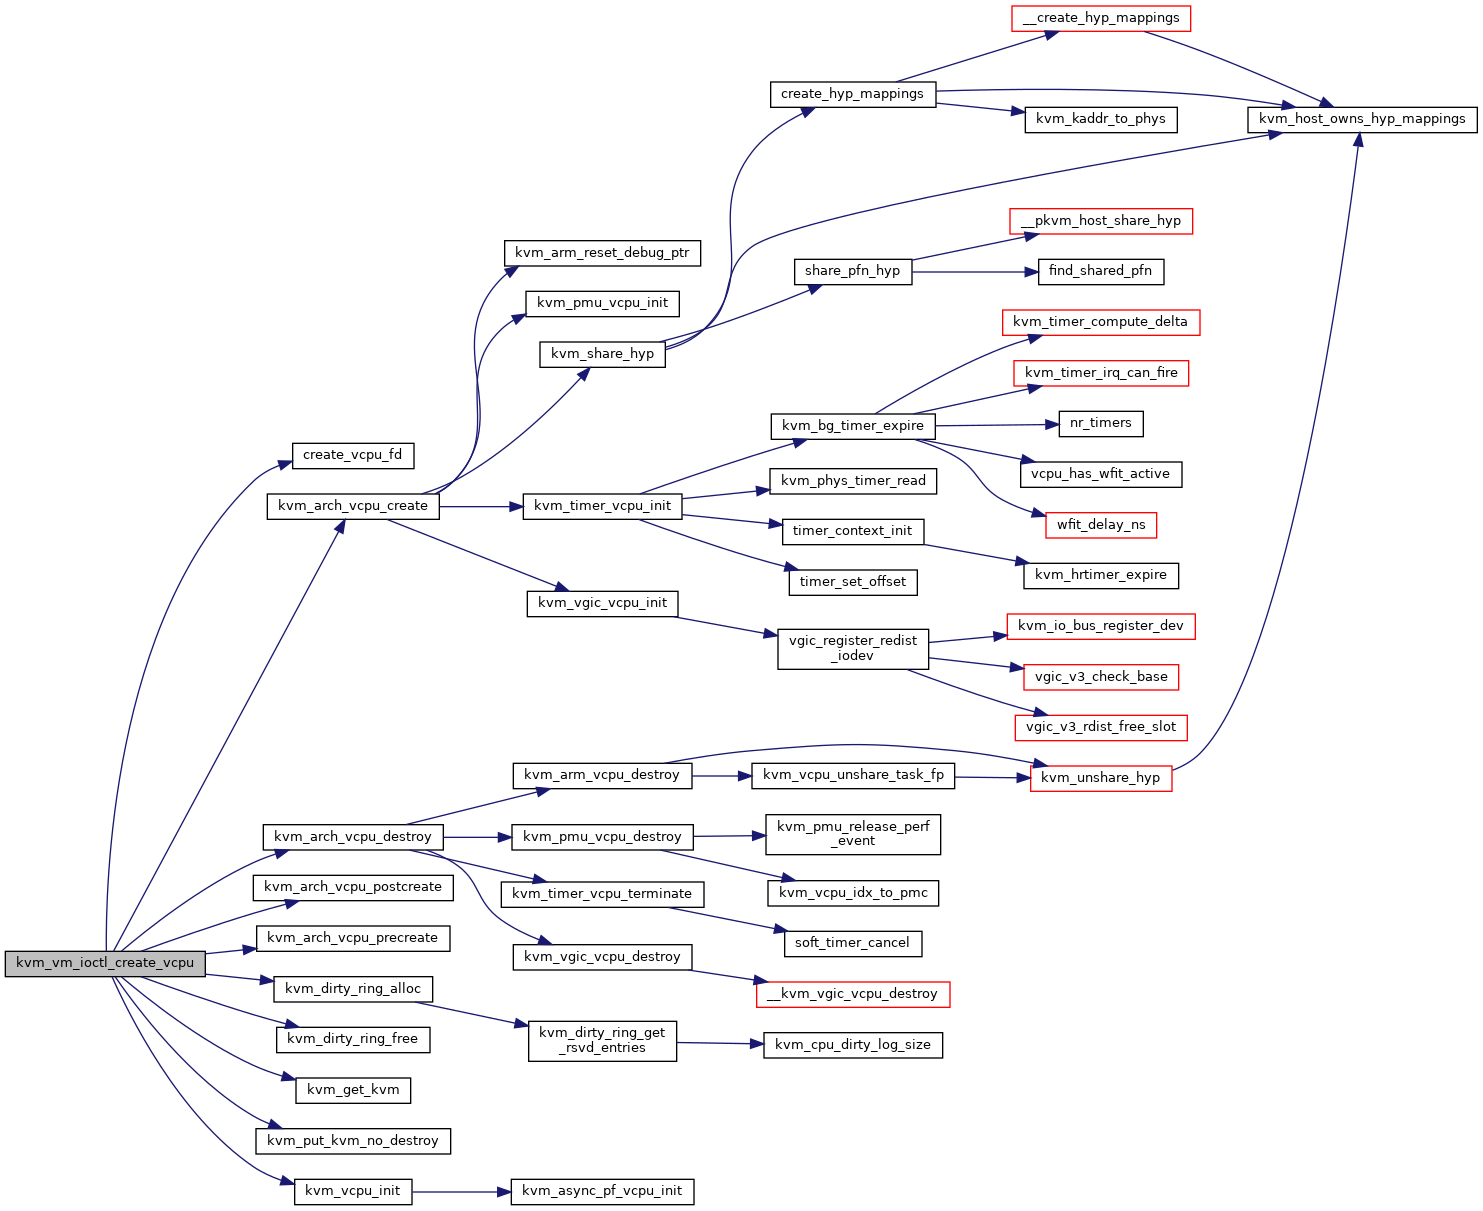 __create_hyp_mappings
create_hyp_mappings
kvm_host_owns_hyp_mappings
kvm_kaddr_to_phys
__pkvm_host_share_hyp
kvm_arm_reset_debug_ptr
share_pfn_hyp
find_shared_pfn
kvm_pmu_vcpu_init
kvm_timer_compute_delta
kvm_share_hyp
kvm_timer_irq_can_fire
kvm_bg_timer_expire
nr_timers
create_vcpu_fd
vcpu_has_wfit_active
kvm_phys_timer_read
kvm_arch_vcpu_create
kvm_timer_vcpu_init
wfit_delay_ns
timer_context_init
kvm_hrtimer_expire
timer_set_offset
kvm_vgic_vcpu_init
kvm_io_bus_register_dev
vgic_register_redist
_iodev
vgic_v3_check_base
vgic_v3_rdist_free_slot
kvm_arm_vcpu_destroy
kvm_vcpu_unshare_task_fp
kvm_unshare_hyp
kvm_arch_vcpu_destroy
kvm_pmu_vcpu_destroy
kvm_pmu_release_perf
_event
kvm_arch_vcpu_postcreate
kvm_timer_vcpu_terminate
kvm_vcpu_idx_to_pmc
kvm_arch_vcpu_precreate
soft_timer_cancel
kvm_vm_ioctl_create_vcpu
kvm_vgic_vcpu_destroy
kvm_dirty_ring_alloc
__kvm_vgic_vcpu_destroy
kvm_dirty_ring_free
kvm_dirty_ring_get
_rsvd_entries
kvm_cpu_dirty_log_size
kvm_get_kvm
kvm_put_kvm_no_destroy
kvm_vcpu_init
kvm_async_pf_vcpu_init